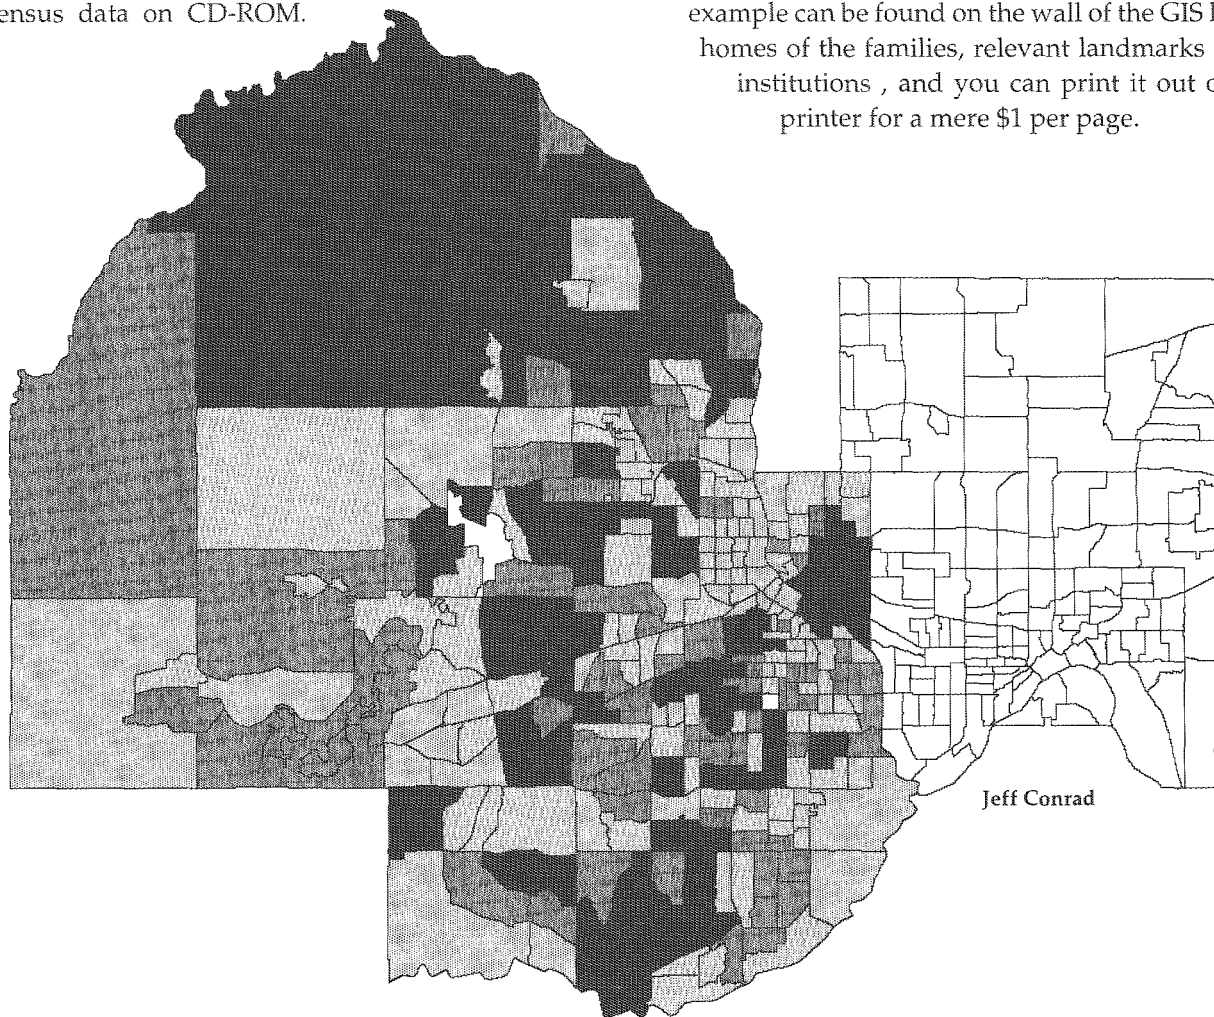 ensus data on CD-ROM.
example can be found on the wall of the GIS
homes of the families, relevant landmarks
institutions , and you can print it out
printer for a mere $1 per page.
Jeff Conrad